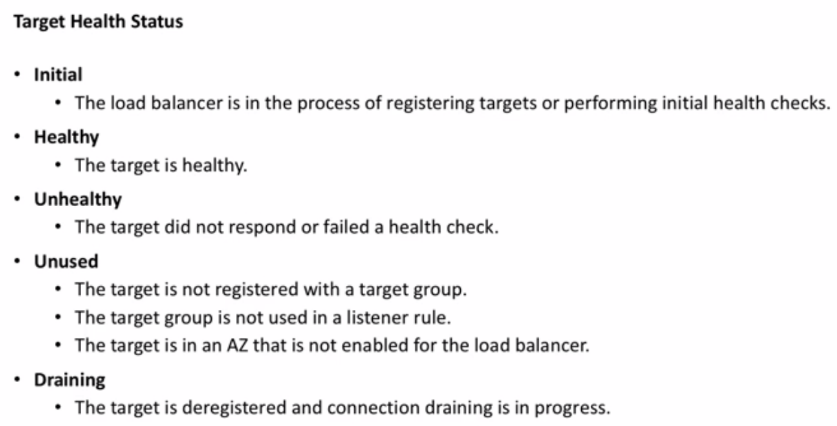 Target Health Status
• Initial
• The load balancer is in the process of registering targets or performing initial health checks.
• Healthy
• The target is healthy.
• Unhealthy
• The target did not respond or failed a health check.
• Unused
• The target is not registered with a target group.
• The target group is not used in a listener rule.
• The target is in an AZ that is not enabled for the load balancer.
• Draining
• The target is deregistered and connection draining is in progress.